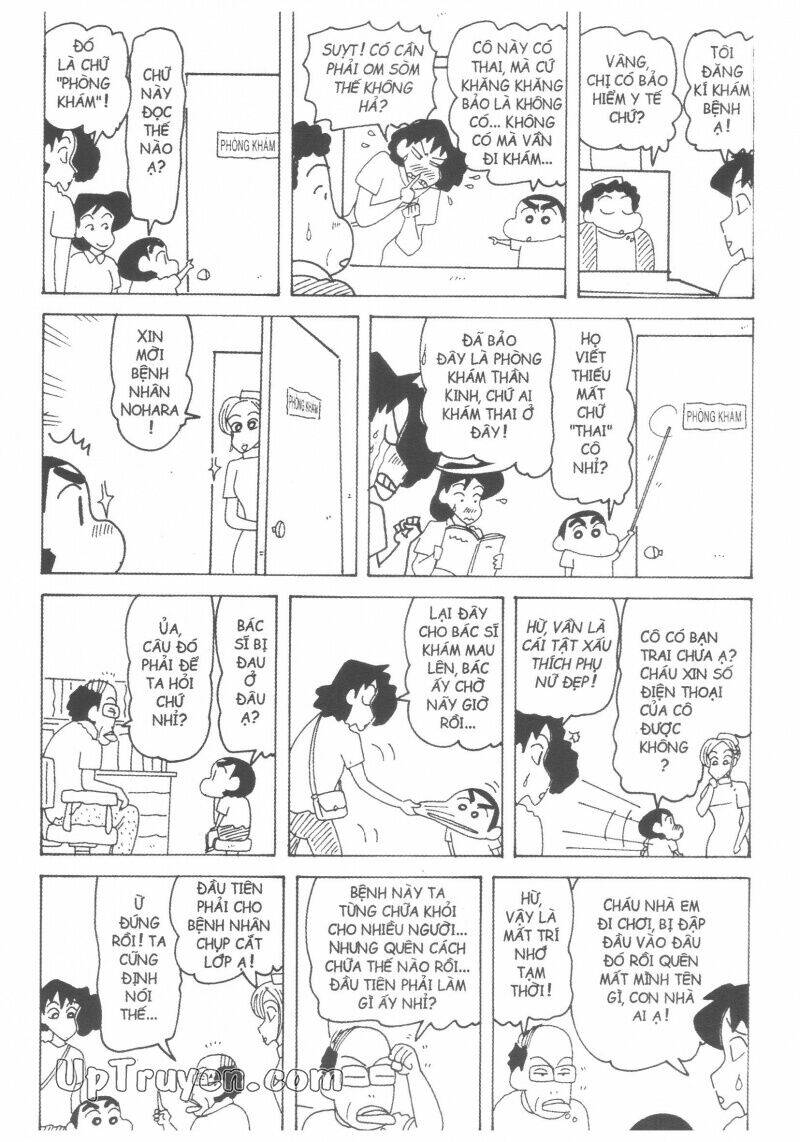 TÔI
ĐĂNG
KÍ KHÁM
BỆNH
Ạ!
VÂNG,
CHỊ CÓ BẢO
HIỂM Y TẾ
CHỨ?
CÔ NÀY CÓ
THAI, MÀ CỨ
KHĂNG KHĂNG
BẢO LÀ KHÔNG
CÓ... KHÔNG
CÓ MÀ VẪN
ĐI KHÁM...
SUỴT! CÓ CẦN
PHẢI OM SÒM
THẾ KHÔNG
HẢ?
CHỮ
NÀY
ĐỌC
THẾ
NÀO
Ạ?
ĐÓ
LÀ CHỮ
"PHÒNG
KHÁM"!
PHÒNG KHÁM
HỌ
VIẾT
THIẾU
MẤT
CHỮ
"THAI"
CÔ
NHỈ?
PHÒNG KHÁM
ĐÃ BẢO
ĐÂY LÀ PHÒNG
KHÁM THẦN
KINH, CHỨ AI
KHÁM THAI Ở
ĐÂY!
XIN
MỜI
BỆNH
NHÂN
NOHARA
!
PHÒNG KHÁM
CÔ CÓ BẠN
TRAI CHƯA Ạ?
CHÁU XIN SỐ
ĐIỆN THOẠI
CỦA CÔ
ĐƯỢC
KHÔNG
?
HỪ, VẪN LÀ
CÁI TẬT XẤU
THÍCH PHỤ
NỮ ĐẸP!
LẠI ĐÂY
CHO BÁC SĨ
KHÁM MAU
LÊN, BÁC
ẤY CHỜ
NÃY GIỜ
RỒI...
BÁC
SĨ BỊ
ĐAU
Ở
ĐÂU
Ạ?
ỦA,
CÂU ĐÓ
PHẢI ĐỂ
TA HỎI
CHỨ
NHỈ?
CHÁU NHÀ EM
ĐI CHƠI, BỊ ĐẬP
ĐẦU VÀO ĐÂU
ĐÓ RỒI QUÊN
MẤT MÌNH TÊN
GÌ, CON NHÀ
AI Ạ!
HỪ,
VẬY LÀ
MẤT TRÍ
NHỚ
TẠM
THỜI!
BỆNH NÀY TA
TỪNG CHỮA KHỎI
CHO NHIỀU NGƯỜI...
NHƯNG QUÊN CÁCH
CHỮA THẾ NÀO RỒI...
ĐẦU TIÊN PHẢI LÀM
GÌ ẤY NHỈ?
ĐẦU TIÊN
PHẢI CHO
BỆNH NHÂN
CHỤP CẮT
LỚP Ạ!
Ừ
ĐÚNG
RỒI! TA
CŨNG
ĐỊNH
NÓI
THẾ...
UpTruyen.com